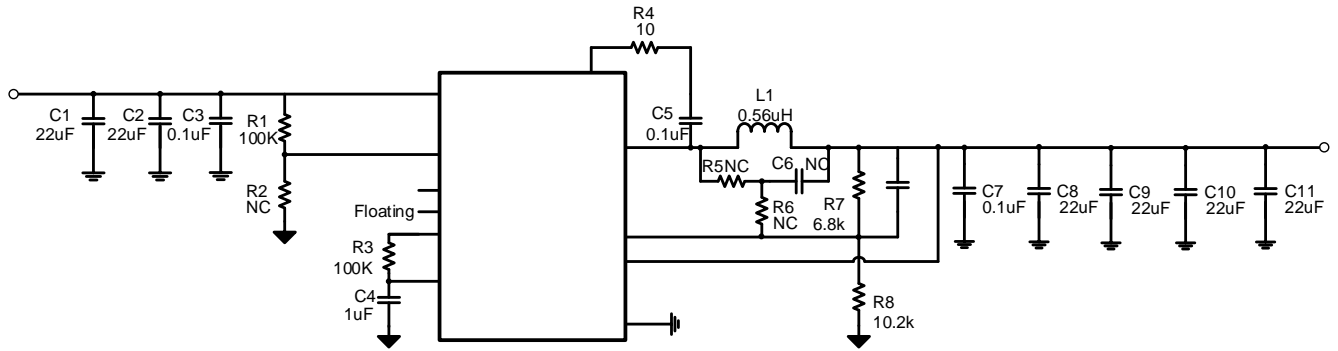 R4
10
C1
22uF
C2
22uF
C3
0.1uF
R1
100K
R2
NC
Floating
R3
100K
C4
1uF
C5
0.1uF
L1
0.56uH
R5NC
C6 NC
R6
NC
R7
6.8k
R8
10.2k
C7
0.1uF
C8
22uF
C9
22uF
C10
22uF
C11
22uF